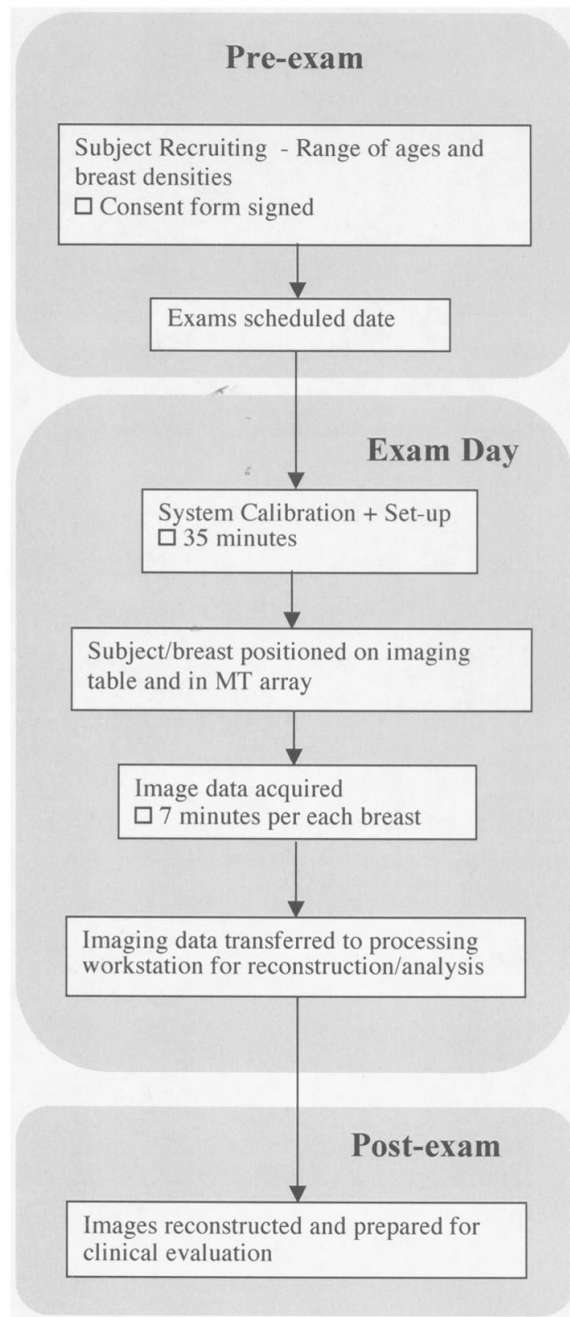 Pre-exam
Subject Recruiting - Range of ages and
breast densities
☐ Consent form signed
Exams scheduled date
Exam Day
System Calibration + Set-up
☐ 35 minutes
Subject/breast positioned on imaging
table and in MT array
Image data acquired
☐ 7 minutes per each breast
Imaging data transferred to processing
workstation for reconstruction/analysis
Post-exam
Images reconstructed and prepared for
clinical evaluation